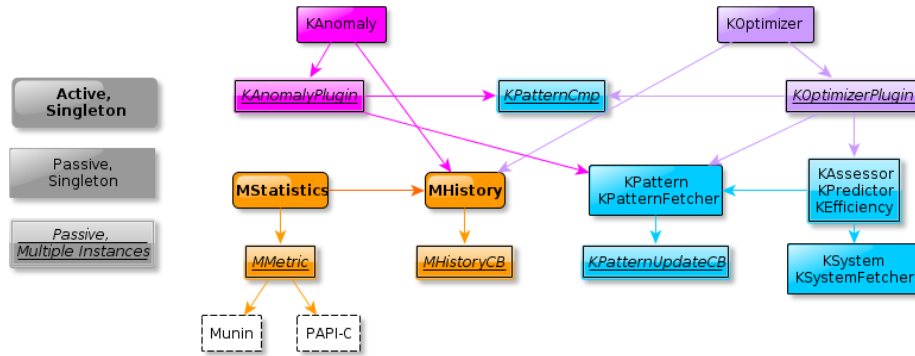 KAnomaly
KOptimizer
Active,
Singleton
KAnomalyPlugin
KPatternCmp
KOptimizerPlugin
Passive,
Singleton
MStatistics
MHistory
KPattern
KPatternFetcher
KAssessor
KPredictor
KEfficiency
Passive,
Multiple Instances
MMetric
MHistoryCB
KPatternUpdateCB
KSystem
KSystemFetcher
Munin
PAPI-C